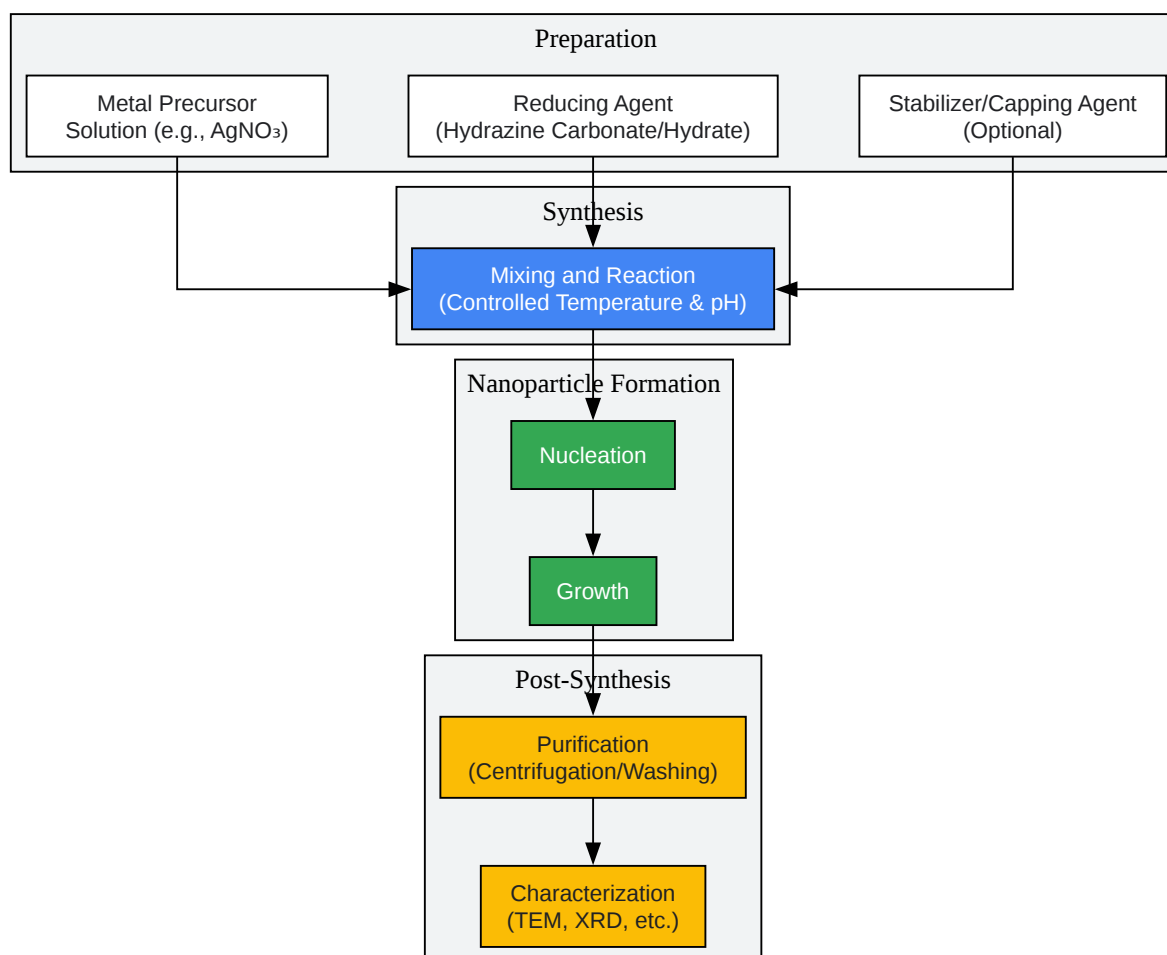 Preparation
Metal Precursor
Solution (e.g., AgNO₃)
Reducing Agent
(Hydrazine Carbonate/Hydrate)
Stabilizer/Capping Agent
(Optional)
Synthesis
Mixing and Reaction
(Controlled Temperature & pH)
Nanoparticle Formation
Nucleation
Growth
Post-Synthesis
Purification
(Centrifugation/Washing)
Characterization
(TEM, XRD, etc.)